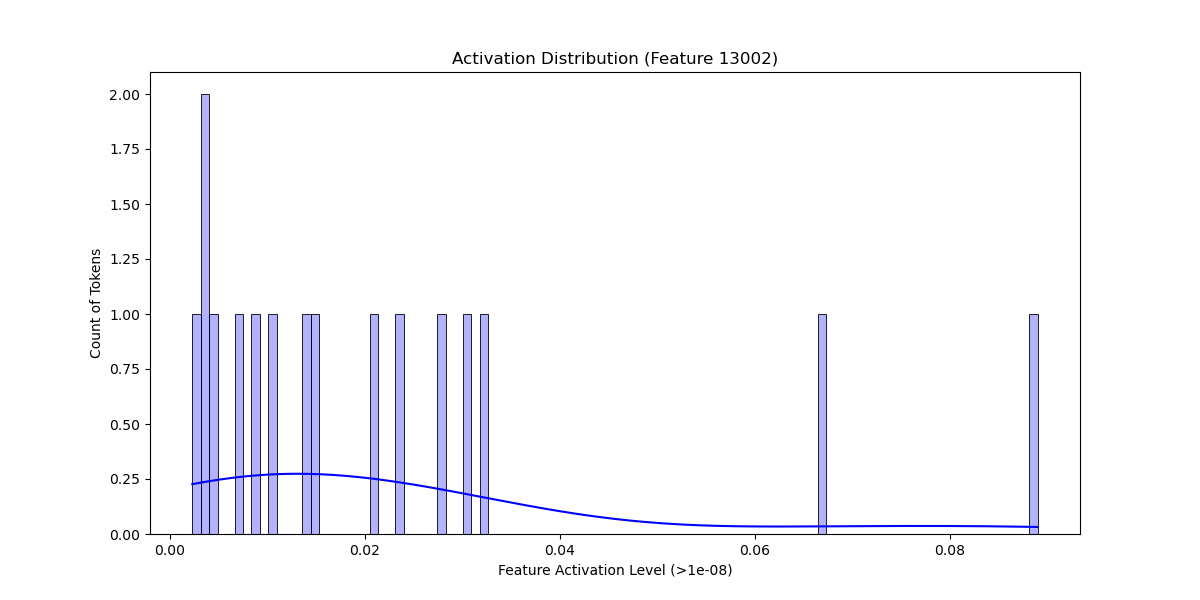 Activation Distribution (Feature 13002)
2.00
1.75
1.50
1.25
1.00
0.75
0.50
0.25
0.00
Count of Tokens
0.00 0.02 0.04 0.06 0.08
Feature Activation Level (>1e-08)